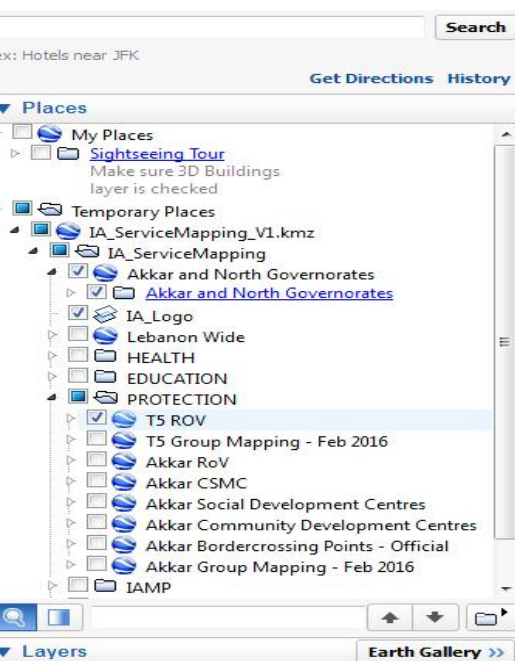 Search
ex: Hotels near JFK
Get Directions History
Places
My Places
Sightseeing Tour
Make sure 3D Buildings
layer is checked
Temporary Places
IA_ServiceMapping_V1.kmz
IA_ServiceMapping
Akkar and North Governorates
Akkar and North Governorates
IA_Logo
Lebanon Wide
HEALTH
EDUCATION
PROTECTION
T5 ROV
T5 Group Mapping - Feb 2016
Akkar RoV
Akkar CSMC
Akkar Social Development Centres
Akkar Community Development Centres
Akkar Bordercrossing Points - Official
Akkar Group Mapping - Feb 2016
IAMP
Layers
Earth Gallery >>